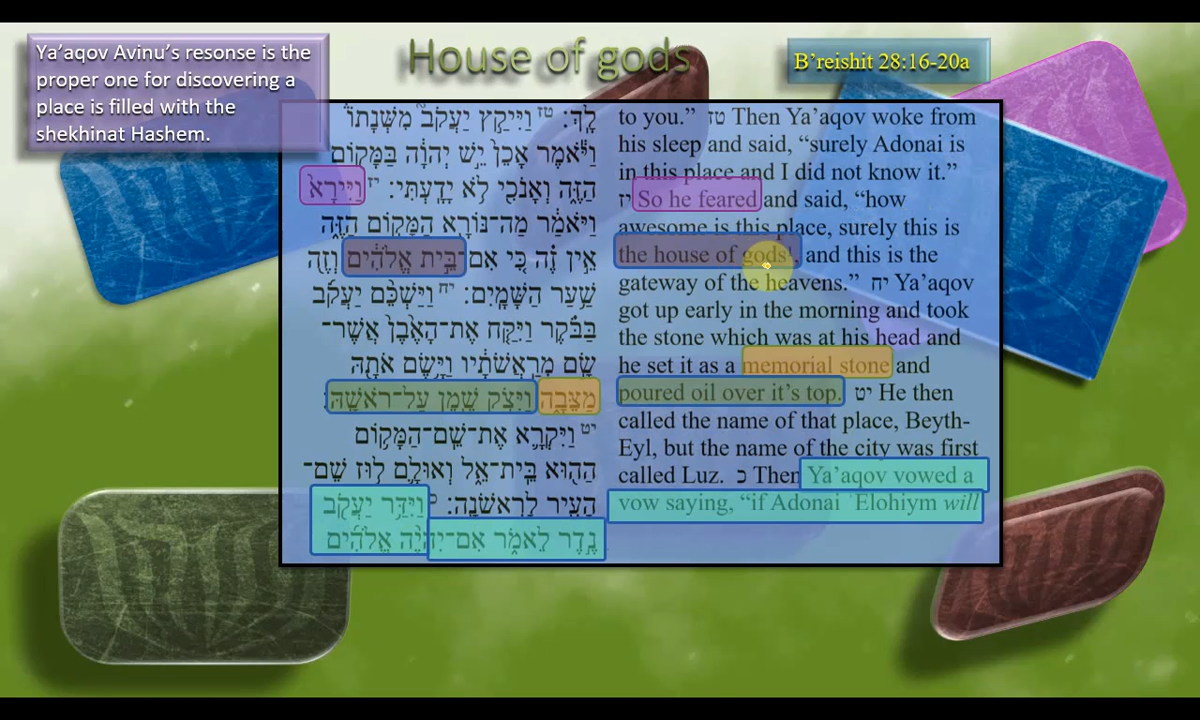 Ya’aqov Avinu’s resonse is the
proper one for discovering a
place is filled with the
shekhinat Hashem.
House of gods
B’reishit 28:16-20a
לָֽךְ׃ טז וַיִּיקַ֣ץ יַעֲקֹב֮ מִשְּׁנָתוֹ֒
וַיֹּ֕אמֶר אָכֵן֙ יֵ֣שׁ יְהוָ֔ה בַּמָּק֖וֹם
הַזֶּ֑ה וְאָנֹכִ֖י לֹ֥א יָדָֽעְתִּי׃ יז וַיִּירָא֙
וַיֹּאמַ֔ר מַה־נּוֹרָ֖א הַמָּק֣וֹם הַזֶּ֑ה
אֵ֣ין זֶ֗ה כִּ֚י אִם־בֵּ֣ית אֱלֹהִ֔ים וְזֶ֖ה
שַׁ֥עַר הַשָּׁמָֽיִם׃ יח וַיַּשְׁכֵּ֨ם יַעֲקֹ֜ב
בַּבֹּ֗קֶר וַיִּקַּ֤ח אֶת־הָאֶ֙בֶן֙ אֲשֶׁר־
שָׂ֣ם מְרַֽאֲשֹׁתָ֔יו וַיָּ֥שֶׂם אֹתָ֖הּ
מַצֵּבָ֑ה וַיִּצֹ֥ק שֶׁ֖מֶן עַל־רֹאשָֽׁהּ׃
יט וַיִּקְרָ֛א אֶת־שֵֽׁם־הַמָּק֥וֹם
הַה֖וּא בֵּֽית־אֵ֑ל וְאוּלָ֛ם ל֥וּז שֵׁם־
הָעִ֖יר לָרִאשֹׁנָֽה׃ כ וַיִּדַּ֥ר יַעֲקֹ֖ב
נֶ֣דֶר לֵאמֹ֑ר אִם־יִהְיֶ֨ה אֱלֹהִ֜ים
to you.” טז Then Ya’aqov woke from
his sleep and said, “surely Adonai is
in this place and I did not know it.”
יז So he feared and said, “how
awesome is this place, surely this is
the house of gods, and this is the
gateway of the heavens.” יח Ya’aqov
got up early in the morning and took
the stone which was at his head and
he set it as a memorial stone and
poured oil over it’s top. יט He then
called the name of that place, Beyth-
Eyl, but the name of the city was first
called Luz. כ Then Ya’aqov vowed a
vow saying, “if Adonai ʾElohiym will